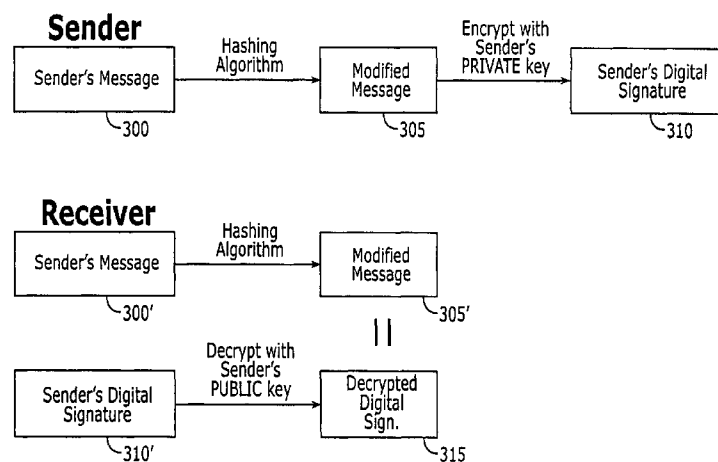 Sender
Sender's Message
300
Hashing
Algorithm
Modified
Message
305
Encrypt with
Sender's
PRIVATE key
Sender's Digital
Signature
310
Receiver
Sender's Message
300'
Hashing
Algorithm
Modified
Message
305'
Sender's Digital
Signature
310'
Decrypt with
Sender's
PUBLIC key
Decrypted
Digital
Sign.
315